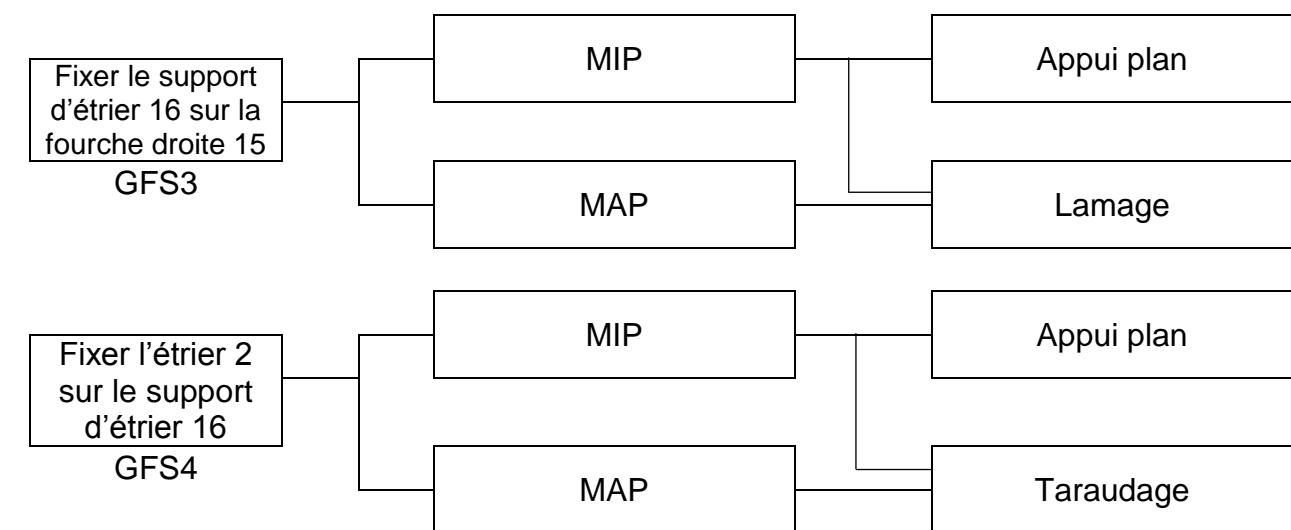 MIP
Appui plan
Fixer le support
d'étrier 16 sur la
fourche droite 15
GFS3
MAP
Lamage
MIP
Appui plan
Fixer l'étrier 2
sur le support
d'étrier 16
GFS4
MAP
Taraudage